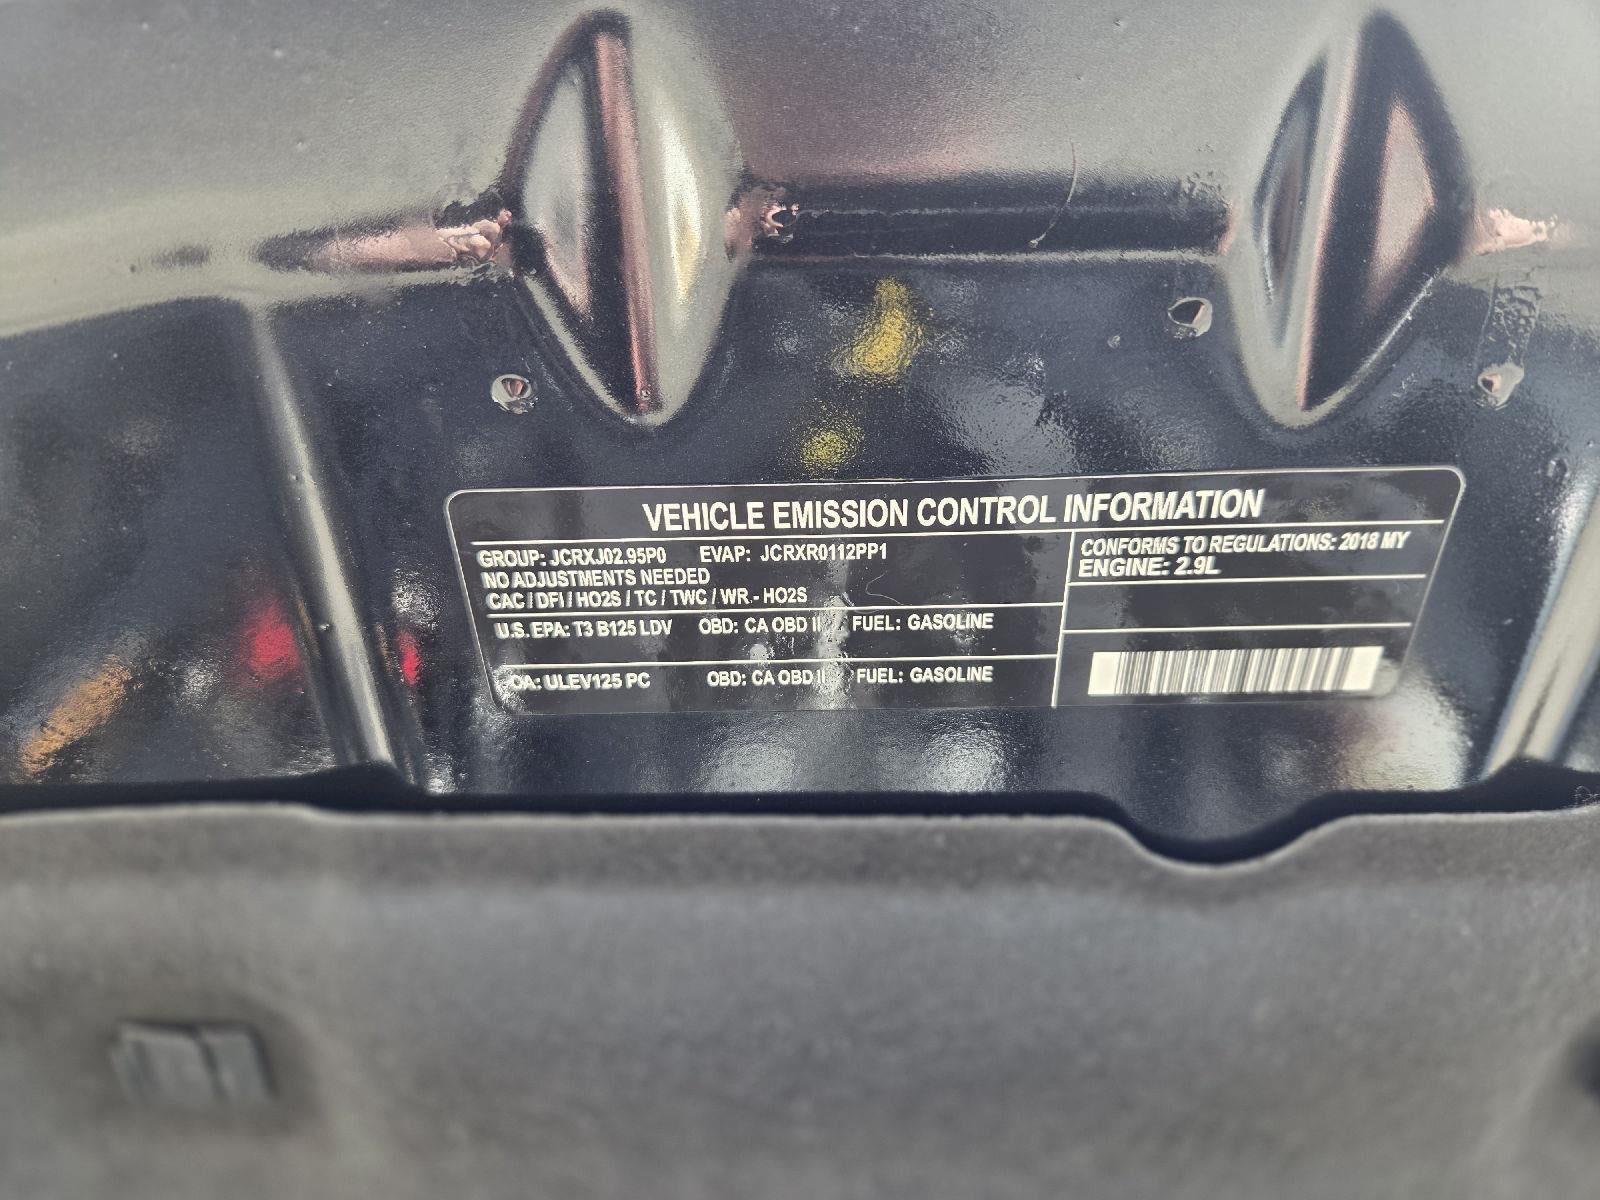 VEHICLE EMISSION CONTROL INFORMATION
GROUP: JCRXJ02.95P0 EVAP: JCRXR0112PP1
NO ADJUSTMENTS NEEDED
CAC / DFI / HO2S / TC / TWC / WR - HO2S
U.S. EPA: T3 B125 LDV OBD: CA OBD II FUEL: GASOLINE
CA: ULEV125 PC OBD: CA OBD II FUEL: GASOLINE
CONFORMS TO REGULATIONS: 2018 MY
ENGINE: 2.9L